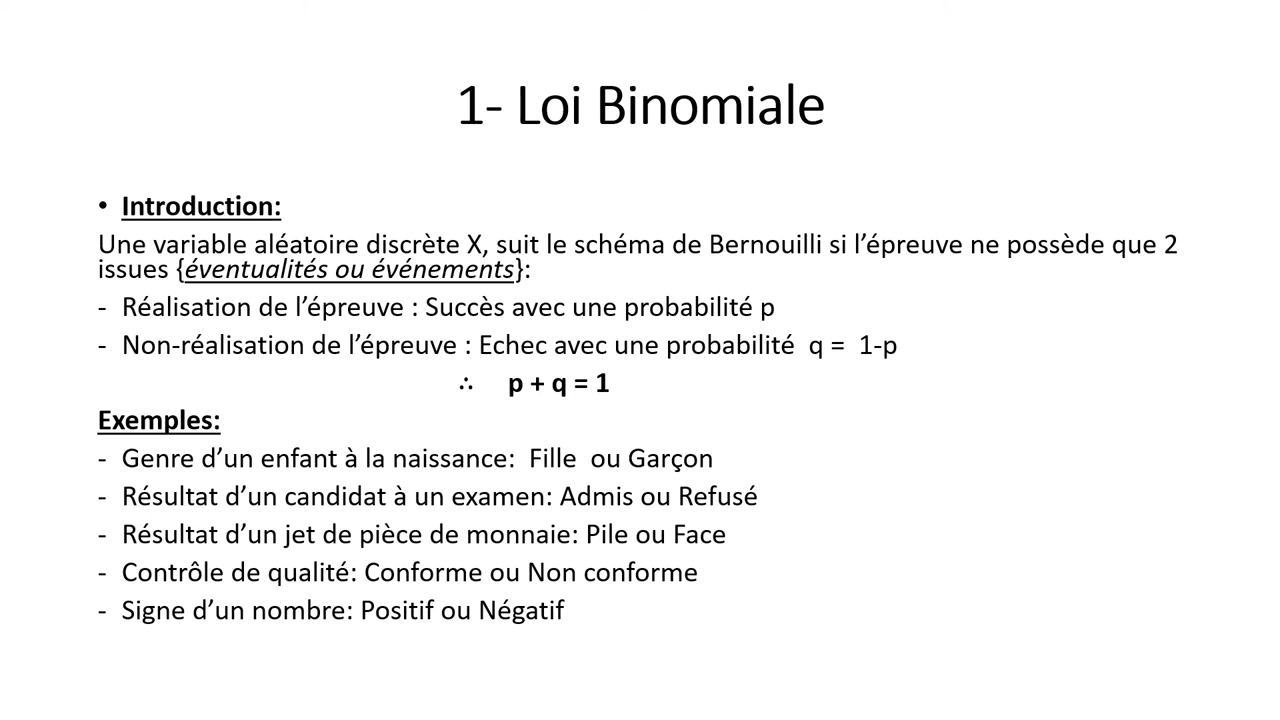 1- Loi Binomiale
• Introduction:
Une variable aléatoire discrète X, suit le schéma de Bernouilli si l’épreuve ne possède que 2
issues {éventualités ou événements}:
- Réalisation de l’épreuve : Succès avec une probabilité p
- Non-réalisation de l’épreuve : Echec avec une probabilité q = 1-p
∴ p + q = 1
Exemples:
- Genre d’un enfant à la naissance: Fille ou Garçon
- Résultat d’un candidat à un examen: Admis ou Refusé
- Résultat d’un jet de pièce de monnaie: Pile ou Face
- Contrôle de qualité: Conforme ou Non conforme
- Signe d’un nombre: Positif ou Négatif